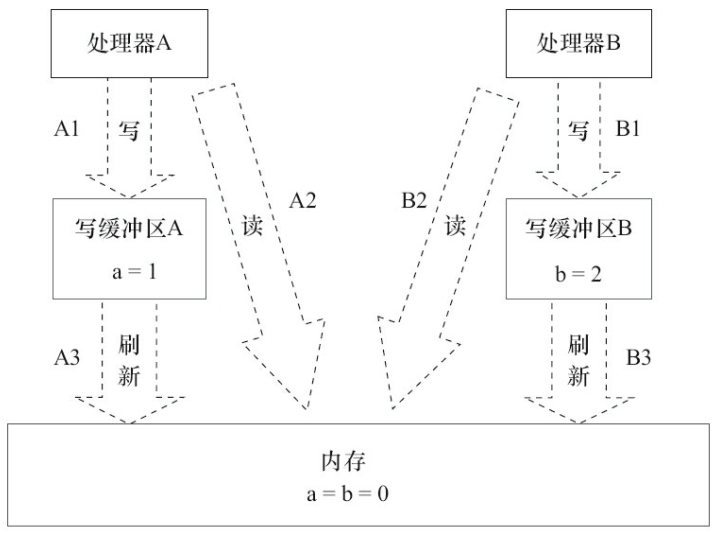 处理器A
处理器B
A1
写
写
B1
A2
B2
读
读
写缓冲区A
a = 1
写缓冲区B
b = 2
A3
刷新
刷新
B3
内存
a = b = 0